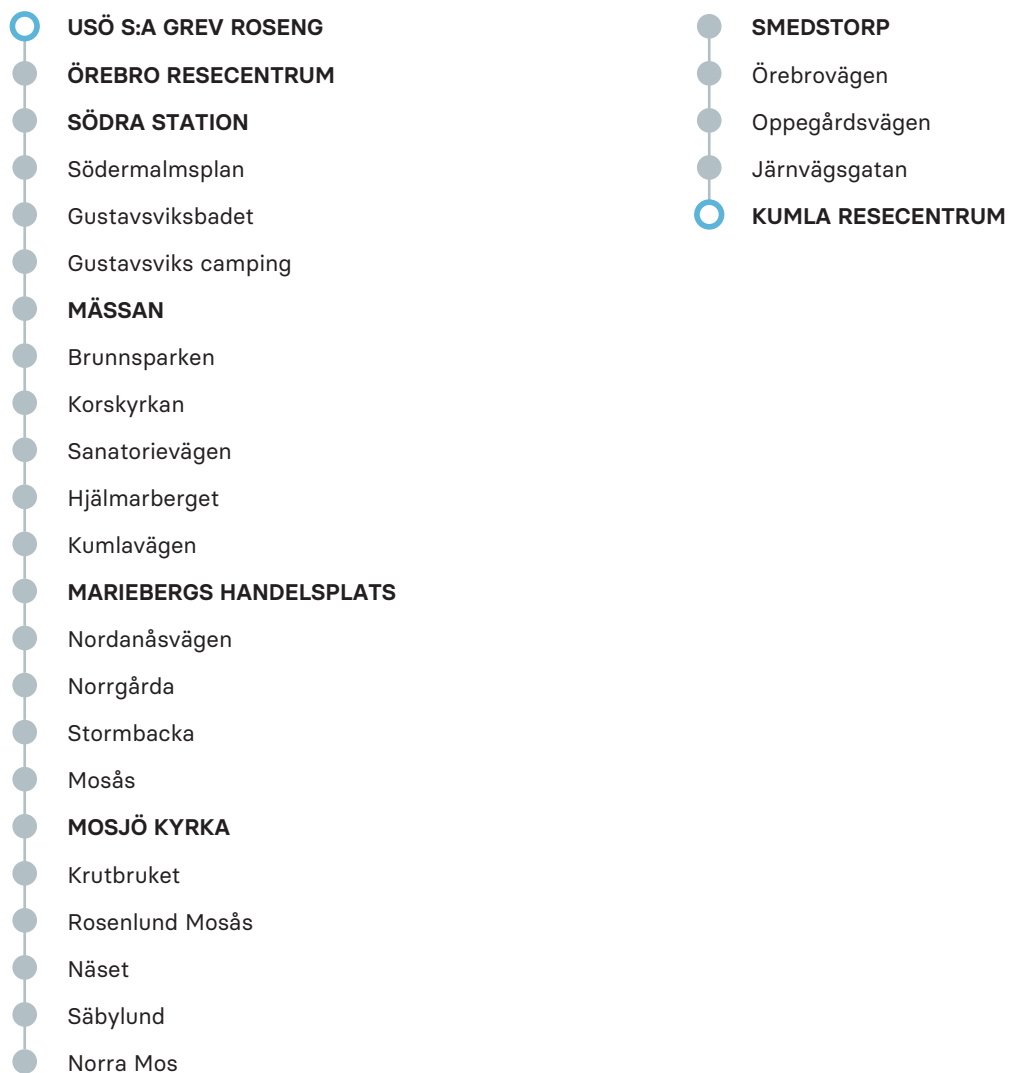 USÖ S:A GREV ROSENG
ÖREBRO RESECENTRUM
SÖDRA STATION
Södermalmsplan
Gustavsviksbadet
Gustavsviks camping
MÄSSAN
Brunnsparken
Korskyrkan
Sanatorievägen
Hjälmarberget
Kumlavägen
MARIEBERGS HANDELSPLATS
Nordanåsvägen
Norrgårda
Stormbacka
Mosås
MOSJÖ KYRKA
Krutbruket
Rosenlund Mosås
Näset
Säbylund
Norra Mos
SMEDSTORP
Örebrovägen
Oppegårdsvägen
Järnvägsgatan
KUMLA RESECENTRUM